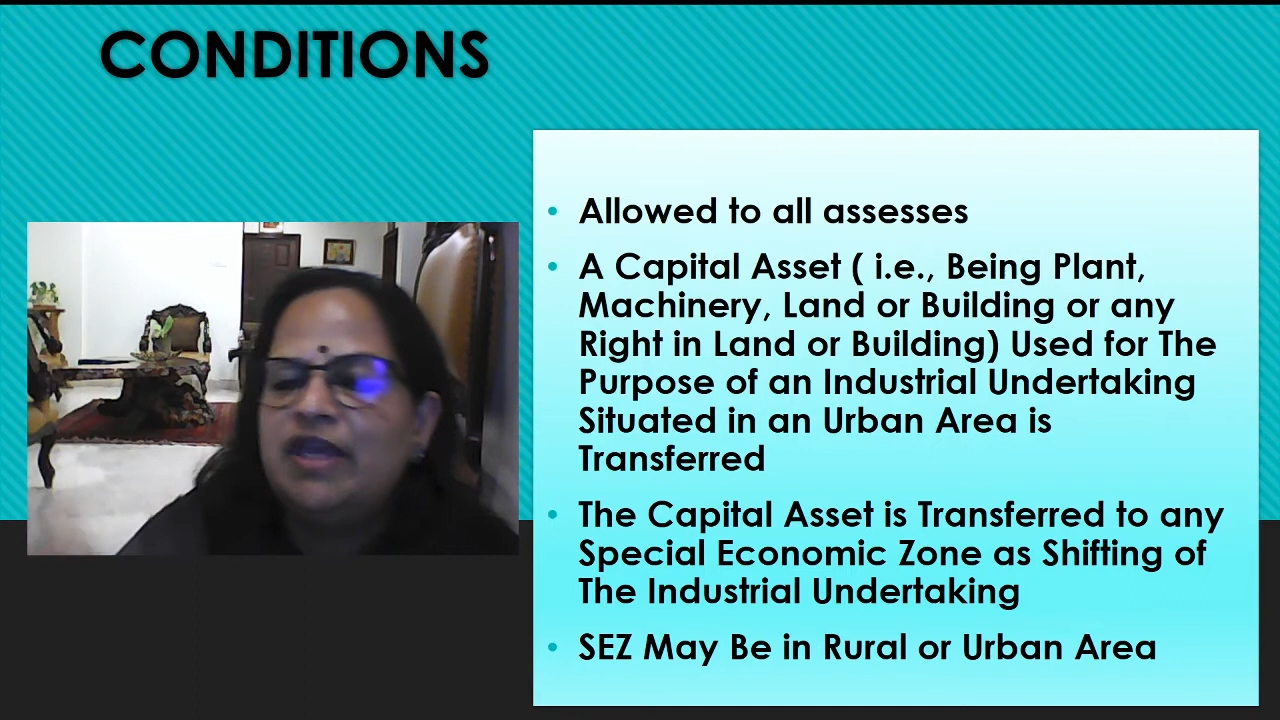 CONDITIONS
• Allowed to all assesses
• A Capital Asset ( i.e., Being Plant,
Machinery, Land or Building or any
Right in Land or Building) Used for The
Purpose of an Industrial Undertaking
Situated in an Urban Area is
Transferred
• The Capital Asset is Transferred to any
Special Economic Zone as Shifting of
The Industrial Undertaking
• SEZ May Be in Rural or Urban Area